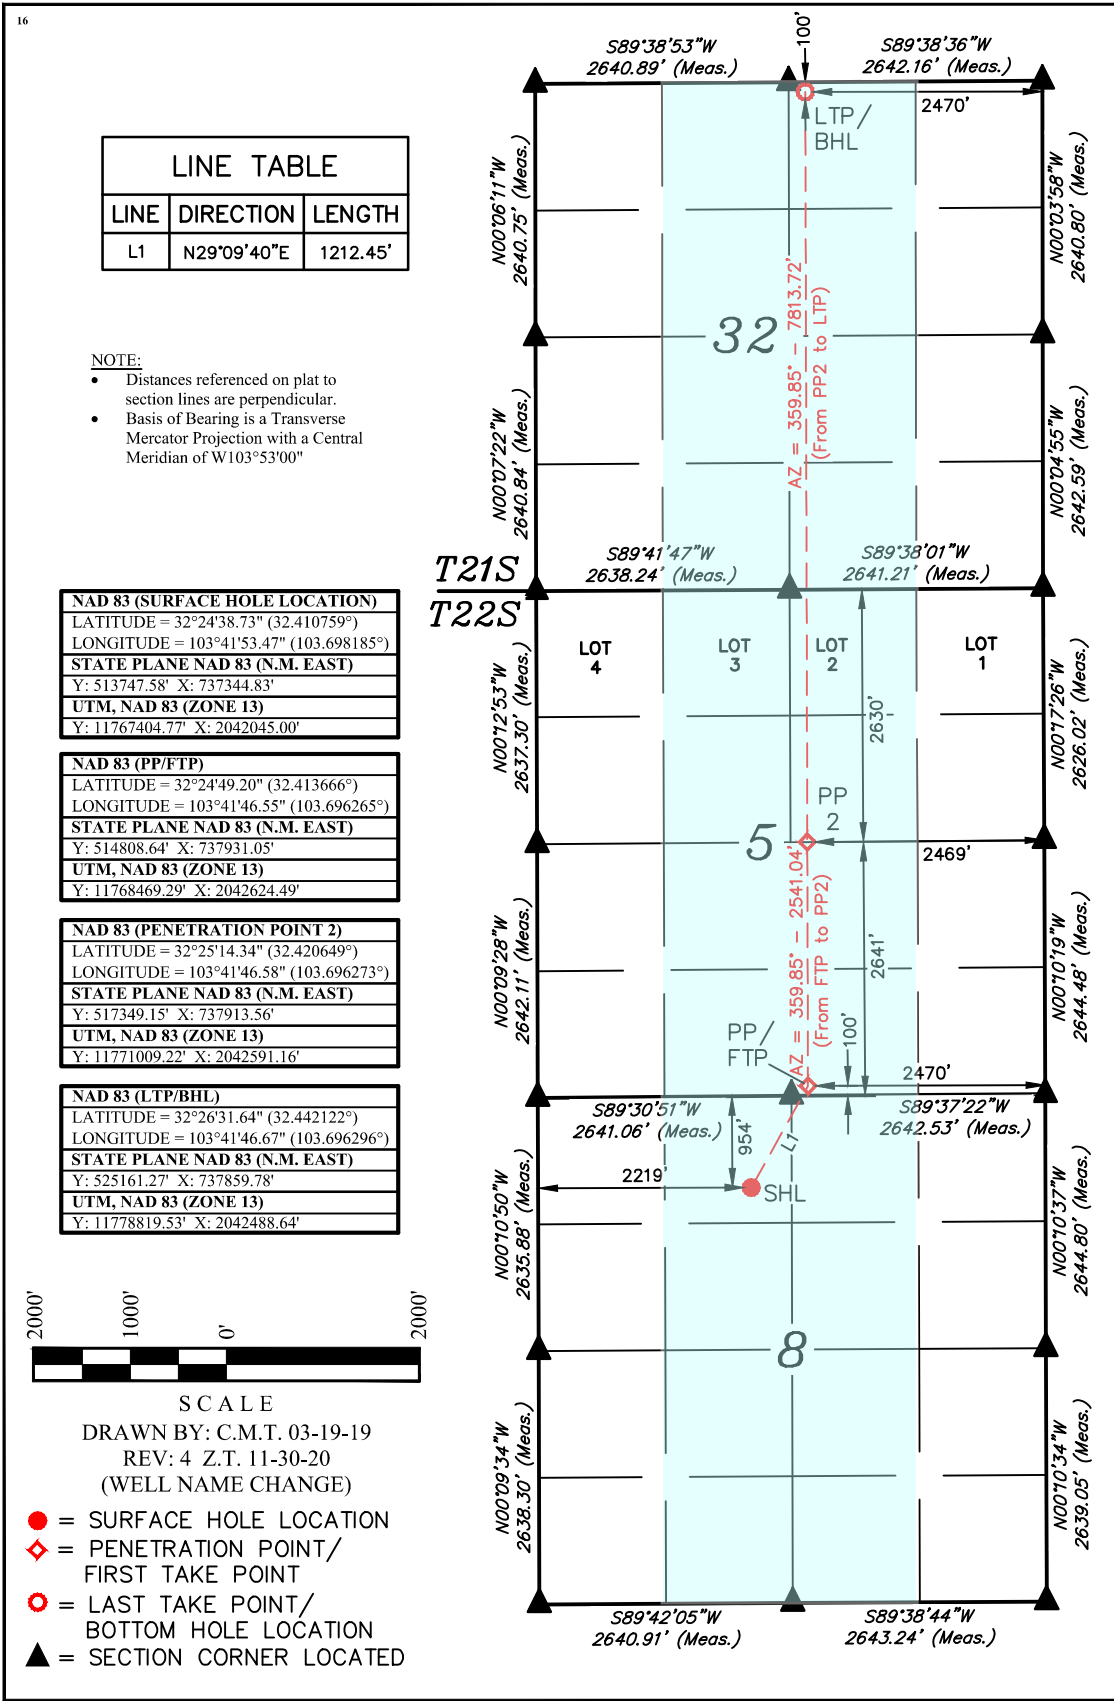 16
LINE TABLE
LINE DIRECTION LENGTH
L1 N29°09'40"E 1212.45'
NOTE:
• Distances referenced on plat to
section lines are perpendicular.
• Basis of Bearing is a Transverse
Mercator Projection with a Central
Meridian of W103°53'00"
NAD 83 (SURFACE HOLE LOCATION)
LATITUDE = 32°24'38.73" (32.410759°)
LONGITUDE = 103°41'53.47" (103.698185°)
STATE PLANE NAD 83 (N.M. EAST)
Y: 513747.58' X: 737344.83'
UTM, NAD 83 (ZONE 13)
Y: 11767404.77' X: 2042045.00'
NAD 83 (PP/FTP)
LATITUDE = 32°24'49.20" (32.413666°)
LONGITUDE = 103°41'46.55" (103.696265°)
STATE PLANE NAD 83 (N.M. EAST)
Y: 514808.64' X: 737931.05'
UTM, NAD 83 (ZONE 13)
Y: 11768469.29' X: 2042624.49'
NAD 83 (PENETRATION POINT 2)
LATITUDE = 32°25'14.34" (32.420649°)
LONGITUDE = 103°41'46.58" (103.696273°)
STATE PLANE NAD 83 (N.M. EAST)
Y: 517349.15' X: 737913.56'
UTM, NAD 83 (ZONE 13)
Y: 11771009.22' X: 2042591.16'
NAD 83 (LTP/BHL)
LATITUDE = 32°26'31.64" (32.442122°)
LONGITUDE = 103°41'46.67" (103.696296°)
STATE PLANE NAD 83 (N.M. EAST)
Y: 525161.27' X: 737859.78'
UTM, NAD 83 (ZONE 13)
Y: 11778819.53' X: 2042488.64'
2000' 1000' 0' 2000'
SCALE
DRAWN BY: C.M.T. 03-19-19
REV: 4 Z.T. 11-30-20
(WELL NAME CHANGE)
= SURFACE HOLE LOCATION
= PENETRATION POINT/
FIRST TAKE POINT
= LAST TAKE POINT/
BOTTOM HOLE LOCATION
= SECTION CORNER LOCATED
100'
S89°38'53"W
2640.89' (Meas.)
S89°38'36"W
2642.16' (Meas.)
2470'
LTP/
BHL
N00°06'11"W
2640.75' (Meas.)
N00°03'58"W
2640.80' (Meas.)
32
AZ = 359.85° - 7813.72'
(From PP2 to LTP)
N00°07'22"W
2640.84' (Meas.)
N00°04'55"W
2642.59' (Meas.)
T21S
T22S
S89°41'47"W
2638.24' (Meas.)
S89°38'01"W
2641.21' (Meas.)
LOT
4
LOT
3
LOT
2
LOT
1
N00°12'53"W
2637.30' (Meas.)
2630'
N00°17'26"W
2626.02' (Meas.)
PP
2
5
2469'
AZ = 359.85° - 2541.04'
(From FTP to PP2)
2641'
N00°09'28"W
2642.11' (Meas.)
N00°10'19"W
2644.48' (Meas.)
PP/
FTP
100'
2470'
S89°30'51"W
2641.06' (Meas.)
S89°37'22"W
2642.53' (Meas.)
954'
L1
2219'
SHL
N00°10'50"W
2635.88' (Meas.)
N00°10'37"W
2644.80' (Meas.)
8
N00°09'34"W
2638.30' (Meas.)
N00°10'34"W
2639.05' (Meas.)
S89°42'05"W
2640.91' (Meas.)
S89°38'44"W
2643.24' (Meas.)